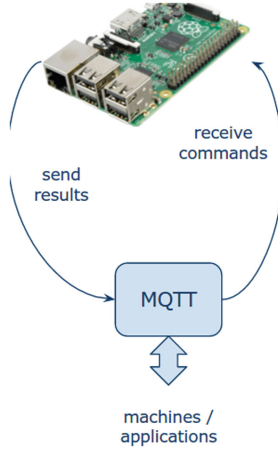 receive
commands
send
results
MQTT
machines /
applications